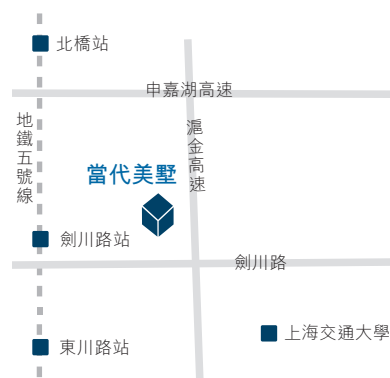 北橋站
申嘉湖高速
地鐵五號線
滬金高速
當代美墅
劍川路站
劍川路
上海交通大學
東川路站